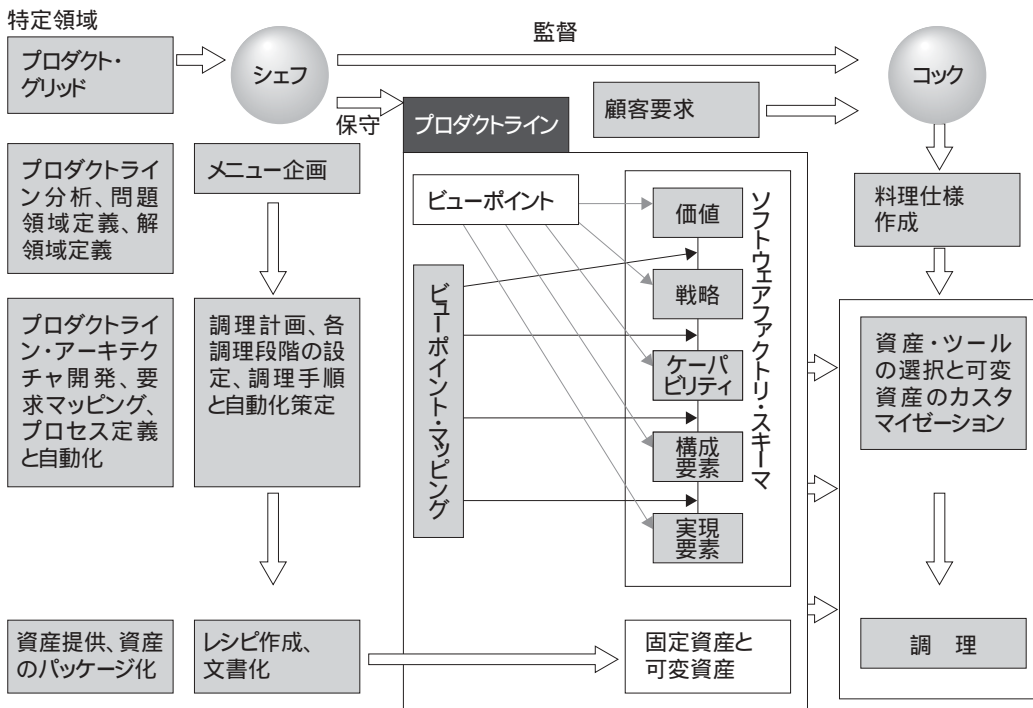 特定領域
プロダクト・
グリッド
シェフ
監督
コック
保守
プロダクトライン
顧客要求
プロダクトライ
ン分析、問題
領域定義、解
領域定義
メニュー企画
ビューポイント
価値
戦略
ケーパ
ビリティ
構成
要素
実現
要素
ソフトウェアファクトリ・スキーマ
ビューポイント・マッピング
料理仕様
作成
プロダクトライ
ン・アーキテク
チャ開発、要
求マッピング、
プロセス定義
と自動化
調理計画、各
調理段階の設
定、調理手順
と自動化策定
資産・ツール
の選択と可変
資産のカスタ
マイゼーション
資産提供、資産
のパッケージ化
レシピ作成、
文書化
固定資産と
可変資産
調　理